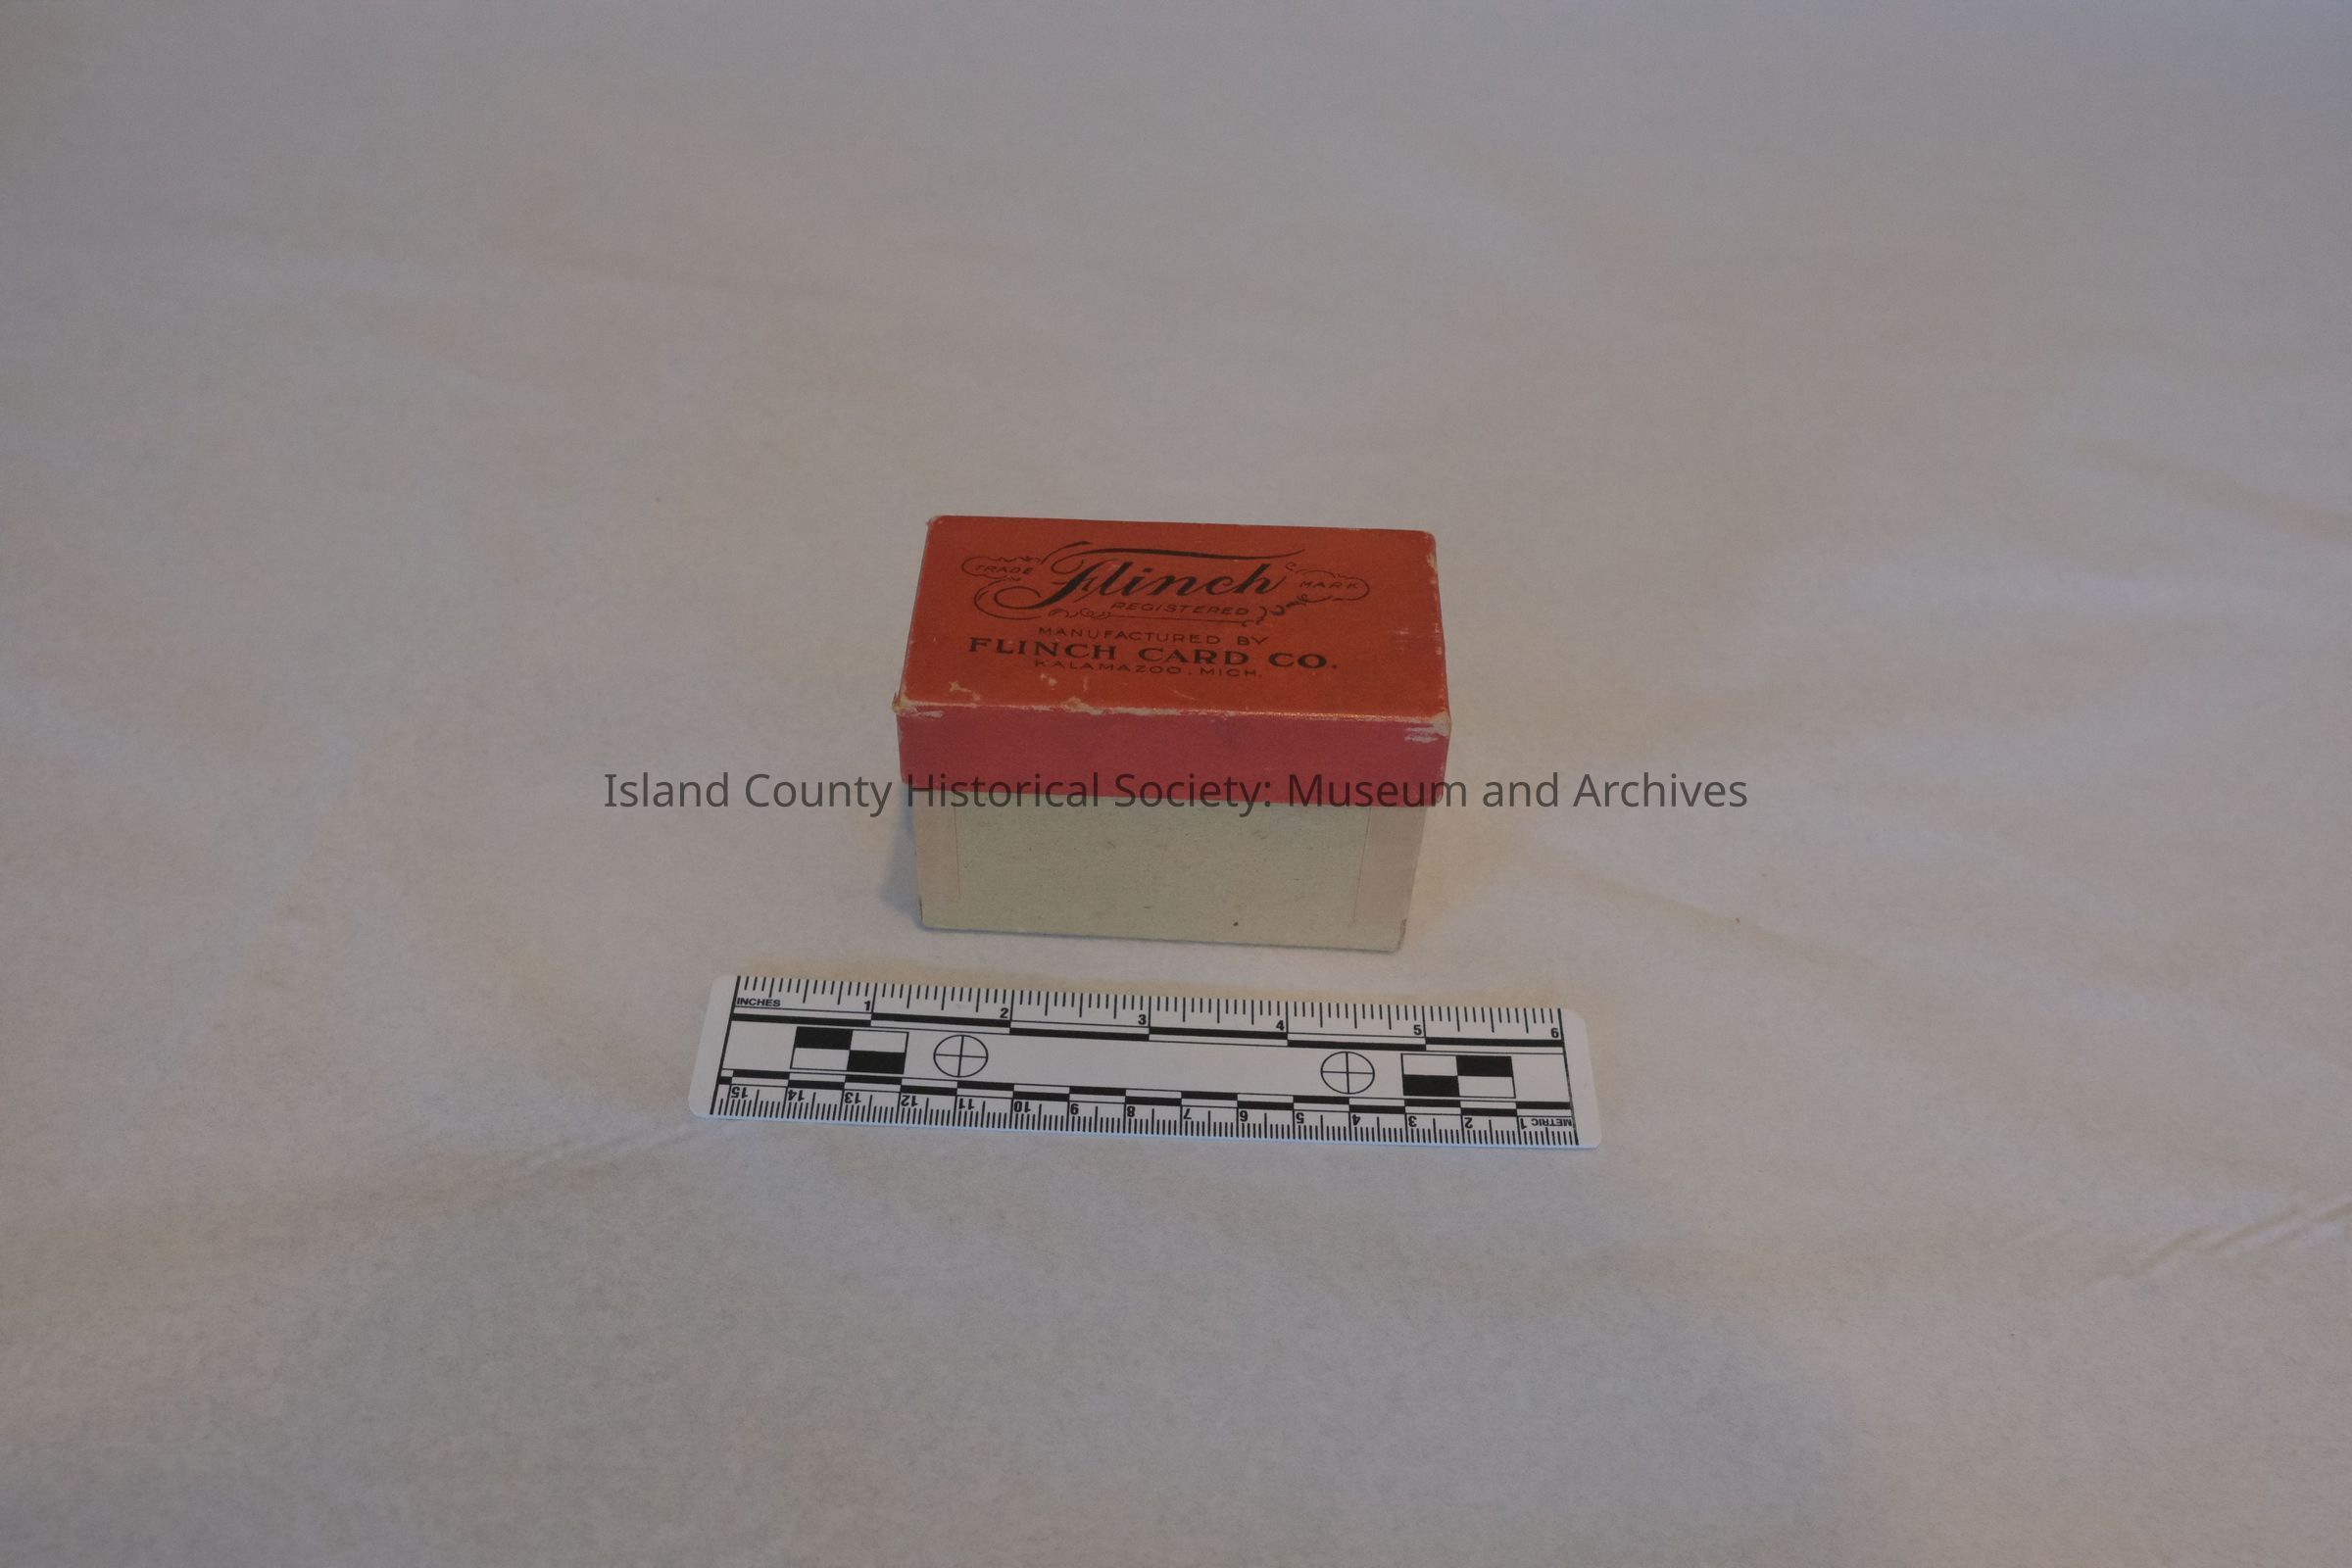 TRADE Flinch MARK
REGISTERED
MANUFACTURED BY
FLINCH CARD CO.
KALAMAZOO, MICH.
Island County Historical Society: Museum and Archives
INCHES 1 2 3 4 5 6
15 14 13 12 11 10 9 8 7 6 5 4 3 2 1 METRIC